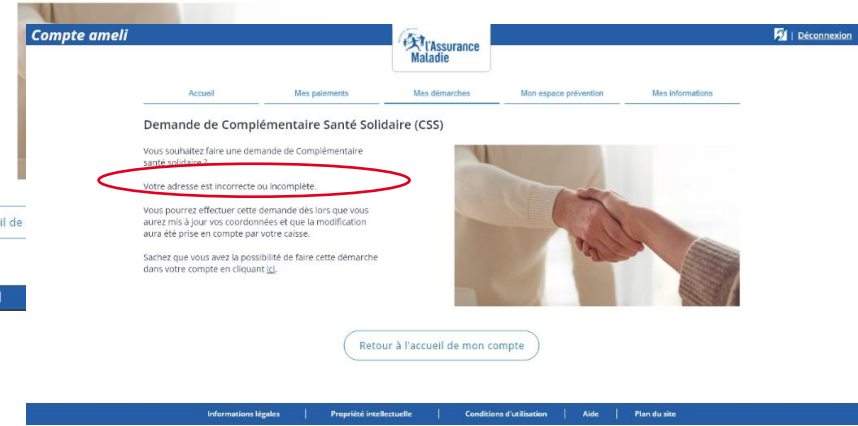 il de
Compte ameli
l'Assurance
Maladie
| Déconnexion
Accueil Mes paiements Mes démarches Mon espace prévention Mes informations
Demande de Complémentaire Santé Solidaire (CSS)
Vous souhaitez faire une demande de Complémentaire
santé solidaire ?
Votre adresse est incorrecte ou incomplète.
Vous pourrez effectuer cette demande dès lors que vous
aurez mis à jour vos coordonnées et que la modification
aura été prise en compte par votre caisse.
Sachez que vous avez la possibilité de faire cette démarche
dans votre compte en cliquant ici.
Retour à l'accueil de mon compte
Informations légales | Propriété intellectuelle | Conditions d'utilisation | Aide | Plan du site